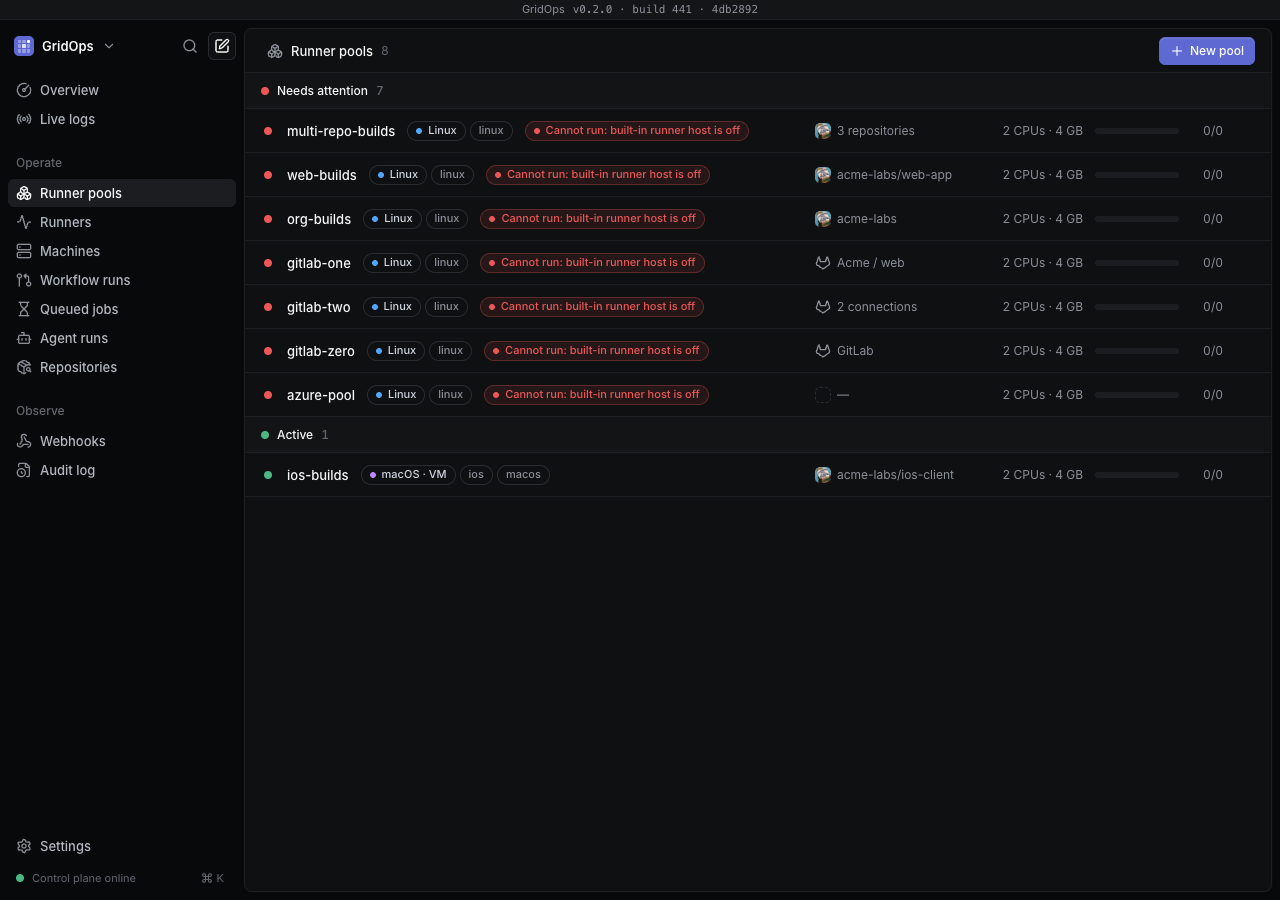 GridOps v0.2.0 · build 441 · 4db2892
GridOps
Overview
Live logs
Operate
Runner pools
Runners
Machines
Workflow runs
Queued jobs
Agent runs
Repositories
Observe
Webhooks
Audit log
Settings
Control plane online ⌘ K
Runner pools 8
New pool
Needs attention 7
multi-repo-builds Linux linux Cannot run: built-in runner host is off 3 repositories 2 CPUs · 4 GB 0/0
web-builds Linux linux Cannot run: built-in runner host is off acme-labs/web-app 2 CPUs · 4 GB 0/0
org-builds Linux linux Cannot run: built-in runner host is off acme-labs 2 CPUs · 4 GB 0/0
gitlab-one Linux linux Cannot run: built-in runner host is off Acme / web 2 CPUs · 4 GB 0/0
gitlab-two Linux linux Cannot run: built-in runner host is off 2 connections 2 CPUs · 4 GB 0/0
gitlab-zero Linux linux Cannot run: built-in runner host is off GitLab 2 CPUs · 4 GB 0/0
azure-pool Linux linux Cannot run: built-in runner host is off — 2 CPUs · 4 GB 0/0
Active 1
ios-builds macOS · VM ios macos acme-labs/ios-client 2 CPUs · 4 GB 0/0